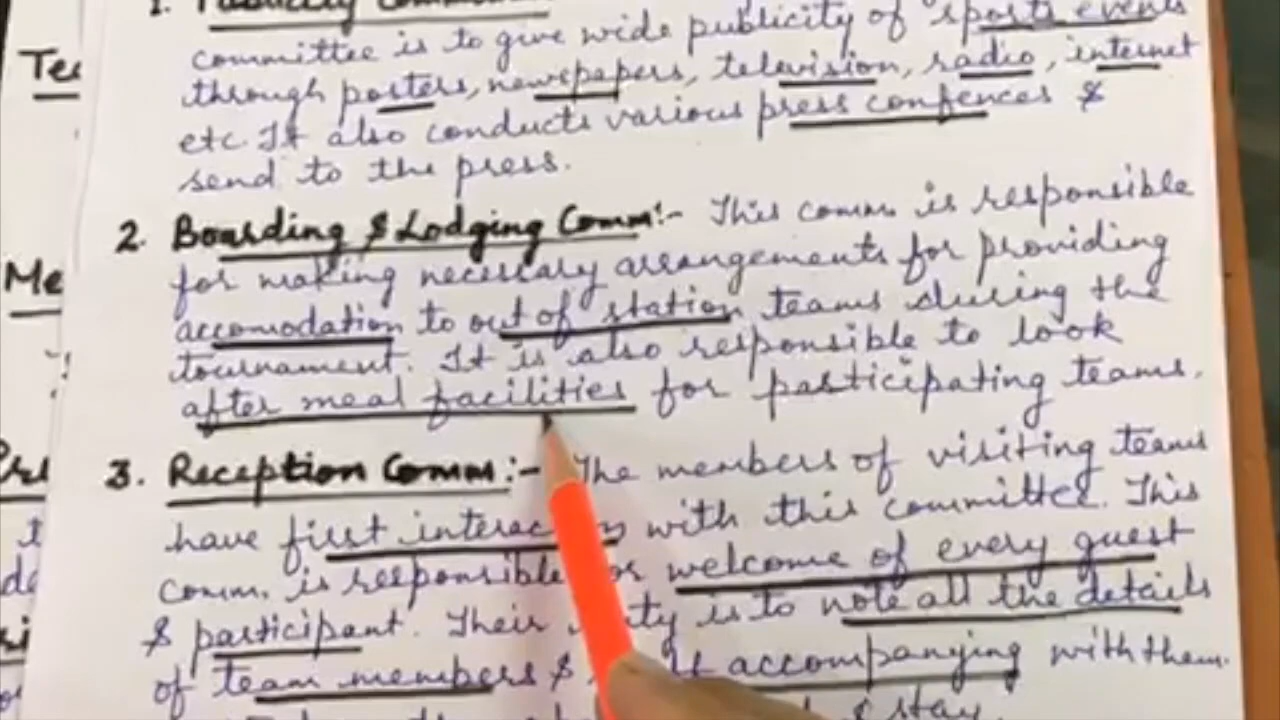 1. Publicity
committee is to give wide publicity of sports events
through posters, newspapers, television, radio, internet
etc. It also conducts various press confences &
send to the press.
2. Boarding & Lodging Comm:- This comm. is responsible
for making necessary arrangements for providing
accomodation to out of station teams during the
tournament. It is also responsible to look
after meal facilities for participating teams.
3. Reception Comm:- The members of visiting teams
have first with this committee. This
comm. is responsible welcome of every guest
& participant. Their is to note all the details
of team members & accompanying with them.
& stay.
Me